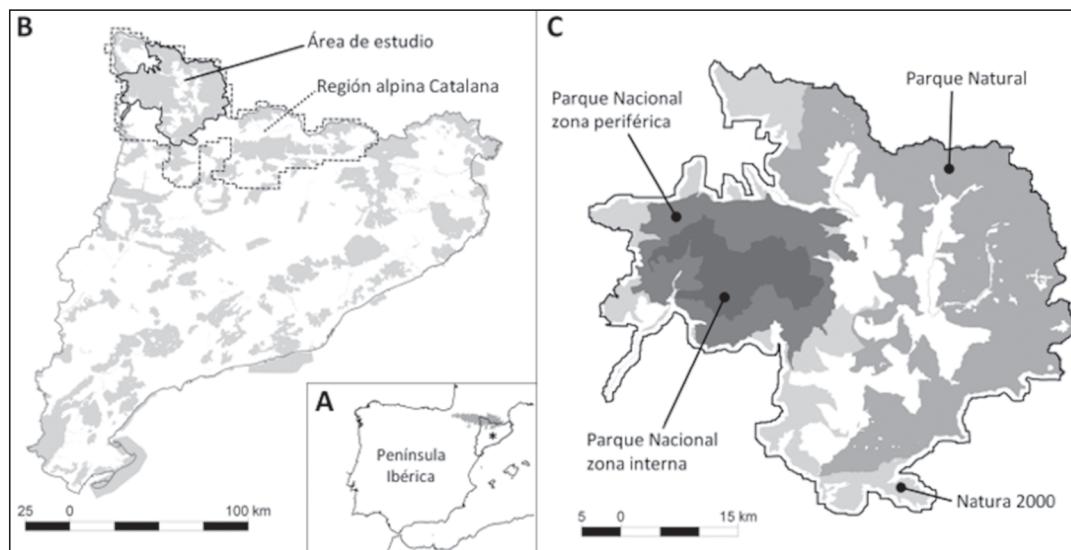 B
Área de estudio
Región alpina Catalana
25 0 100 km
A
Península
Ibérica
*
C
Parque Natural
Parque Nacional
zona periférica
Parque Nacional
zona interna
Natura 2000
5 0 15 km